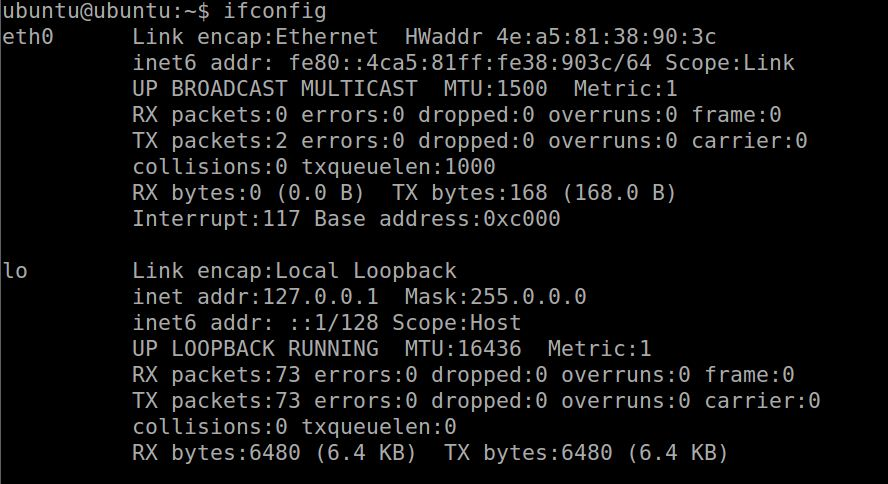 ubuntu@ubuntu:~$ ifconfig
eth0      Link encap:Ethernet  HWaddr 4e:a5:81:38:90:3c
          inet6 addr: fe80::4ca5:81ff:fe38:903c/64 Scope:Link
          UP BROADCAST MULTICAST  MTU:1500  Metric:1
          RX packets:0 errors:0 dropped:0 overruns:0 frame:0
          TX packets:2 errors:0 dropped:0 overruns:0 carrier:0
          collisions:0 txqueuelen:1000
          RX bytes:0 (0.0 B)  TX bytes:168 (168.0 B)
          Interrupt:117 Base address:0xc000
lo        Link encap:Local Loopback
          inet addr:127.0.0.1  Mask:255.0.0.0
          inet6 addr: ::1/128 Scope:Host
          UP LOOPBACK RUNNING  MTU:16436  Metric:1
          RX packets:73 errors:0 dropped:0 overruns:0 frame:0
          TX packets:73 errors:0 dropped:0 overruns:0 carrier:0
          collisions:0 txqueuelen:0
          RX bytes:6480 (6.4 KB)  TX bytes:6480 (6.4 KB)